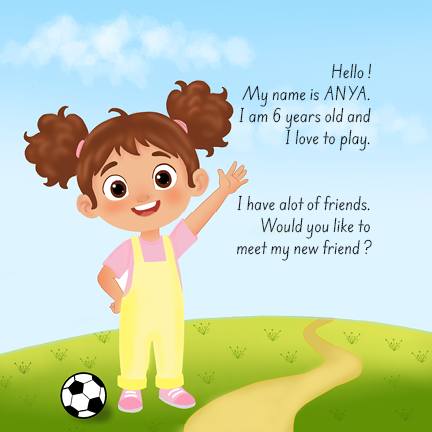 Hello !
My name is ANYA.
I am 6 years old and
I love to play.
I have alot of friends.
Would you like to
meet my new friend ?